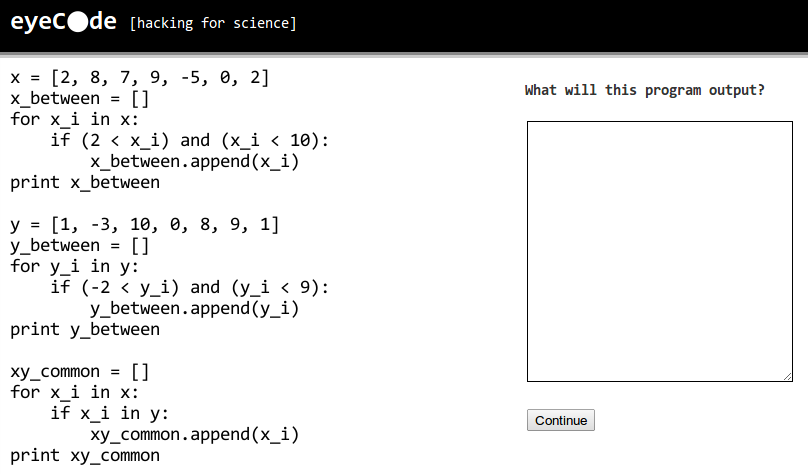 eyeC⬤de [hacking for science]
x = [2, 8, 7, 9, -5, 0, 2]
x_between = []
for x_i in x:
    if (2 < x_i) and (x_i < 10):
        x_between.append(x_i)
print x_between

y = [1, -3, 10, 0, 8, 9, 1]
y_between = []
for y_i in y:
    if (-2 < y_i) and (y_i < 9):
        y_between.append(y_i)
print y_between

xy_common = []
for x_i in x:
    if x_i in y:
        xy_common.append(x_i)
print xy_common
What will this program output?
Continue